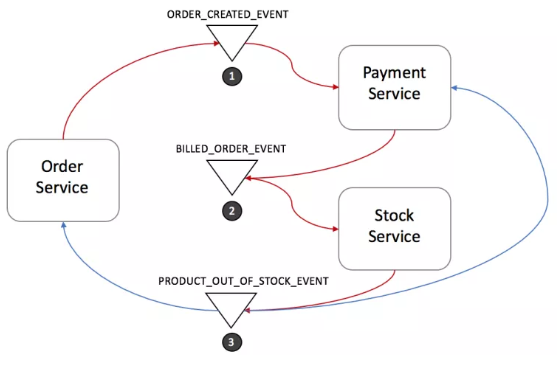 ORDER_CREATED_EVENT
1
Payment
Service
BILLED_ORDER_EVENT
Order
Service
2
Stock
Service
PRODUCT_OUT_OF_STOCK_EVENT
3